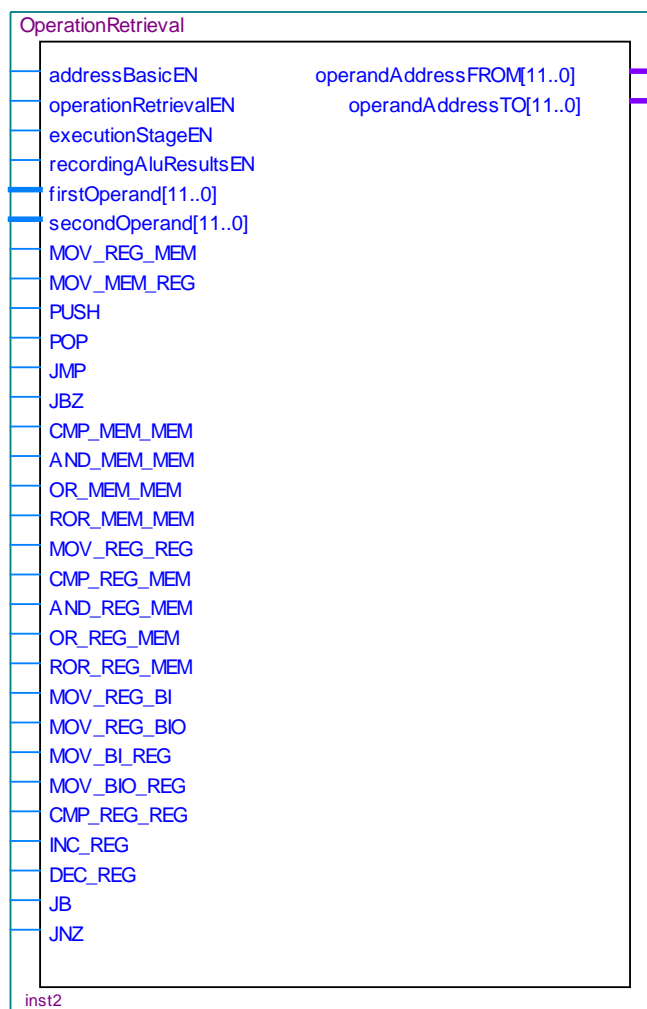 OperationRetrieval
addressBasicEN operandAddressFROM[11..0]
operationRetrievalEN operandAddressTO[11..0]
executionStageEN
recordingAluResultsEN
firstOperand[11..0]
secondOperand[11..0]
MOV_REG_MEM
MOV_MEM_REG
PUSH
POP
JMP
JBZ
CMP_MEM_MEM
AND_MEM_MEM
OR_MEM_MEM
ROR_MEM_MEM
MOV_REG_REG
CMP_REG_MEM
AND_REG_MEM
OR_REG_MEM
ROR_REG_MEM
MOV_REG_BI
MOV_REG_BIO
MOV_BI_REG
MOV_BIO_REG
CMP_REG_REG
INC_REG
DEC_REG
JB
JNZ
inst2